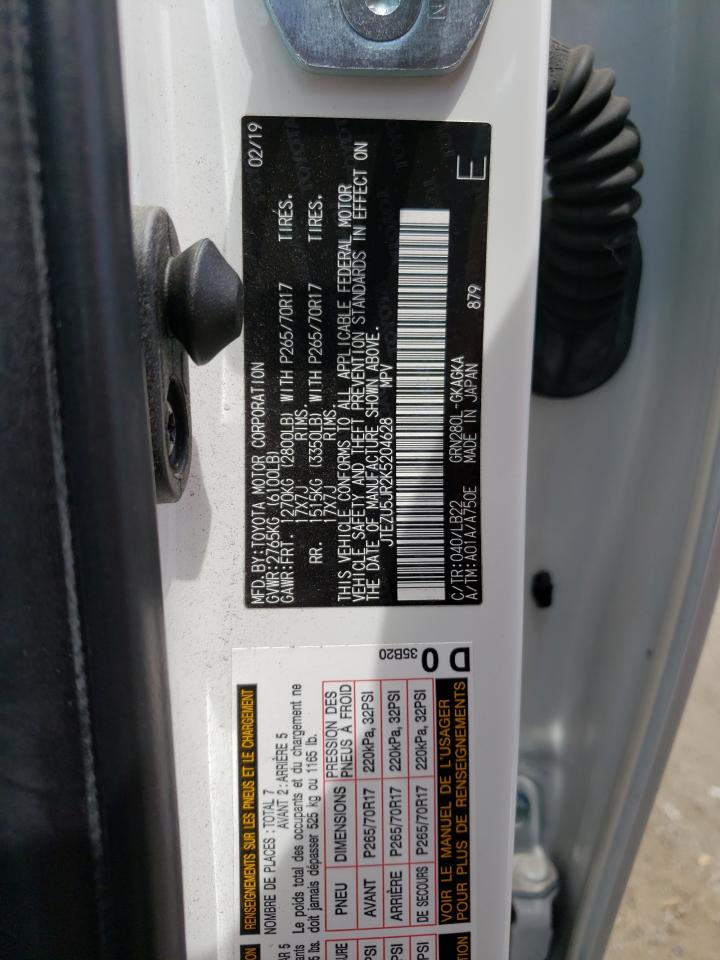 MFD.BY:TOYOTA MOTOR CORPORATION 02/19
GVWR:2765KG (6100LB)
GAWR:FRT. 1270KG (2800LB) WITH P265/70R17 TIRES.
17X7J RIMS.
RR. 1515KG (3350LB) WITH P265/70R17 TIRES.
17X7J RIMS.
THIS VEHICLE CONFORMS TO ALL APPLICABLE FEDERAL MOTOR
VEHICLE SAFETY AND THEFT PREVENTION STANDARDS IN EFFECT ON
THE DATE OF MANUFACTURE SHOWN ABOVE.
JTEZU5JR2K5204628 MPV
C/TR:040/LB22 GRN280L-GKAGKA 879
A/TM:A01A/A750E MADE IN JAPAN E
D0
35B20
RENSEIGNEMENTS SUR LES PNEUS ET LE CHARGEMENT
NOMBRE DE PLACES : TOTAL 7
AVANT 2 : ARRIÈRE 5
Le poids total des occupants et du chargement ne
doit jamais dépasser 525 kg ou 1165 lb.
PNEU DIMENSIONS PRESSION DES PNEUS À FROID
AVANT P265/70R17 220kPa, 32PSI
ARRIÈRE P265/70R17 220kPa, 32PSI
DE SECOURS P265/70R17 220kPa, 32PSI
VOIR LE MANUEL DE L'USAGER
POUR PLUS DE RENSEIGNEMENTS